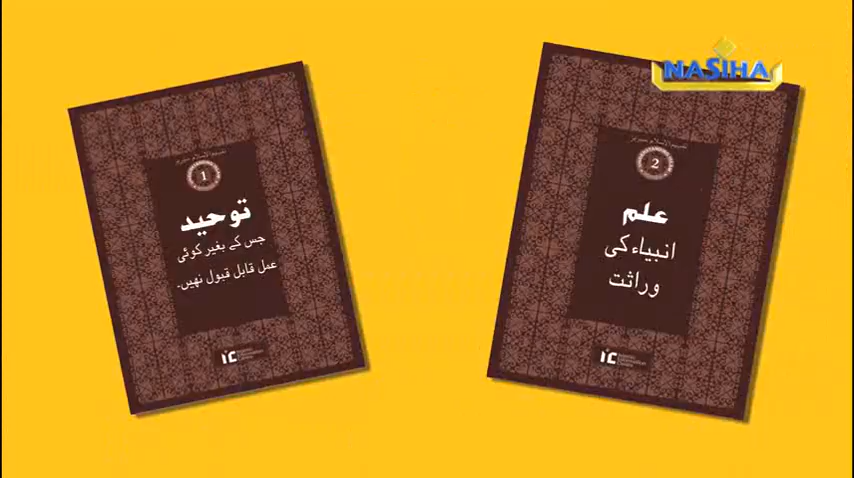 NASIHA
1
توحید
جس کے بغیر کوئی
عمل قابل قبول نہیں۔
2
علم
انبیاء کی
وراثت